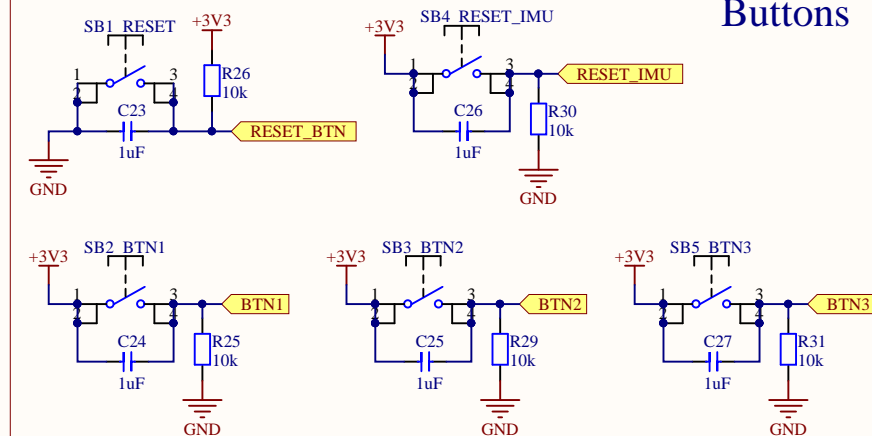 Buttons
SB1_RESET
+3V3
1
3
2
4
R26
10k
C23
1uF
RESET_BTN
GND
+3V3
SB4_RESET_IMU
1
3
2
4
RESET_IMU
C26
1uF
R30
10k
GND
+3V3
SB2_BTN1
1
3
2
4
BTN1
C24
1uF
R25
10k
GND
+3V3
SB3_BTN2
1
3
2
4
BTN2
C25
1uF
R29
10k
GND
+3V3
SB5_BTN3
1
3
2
4
BTN3
C27
1uF
R31
10k
GND